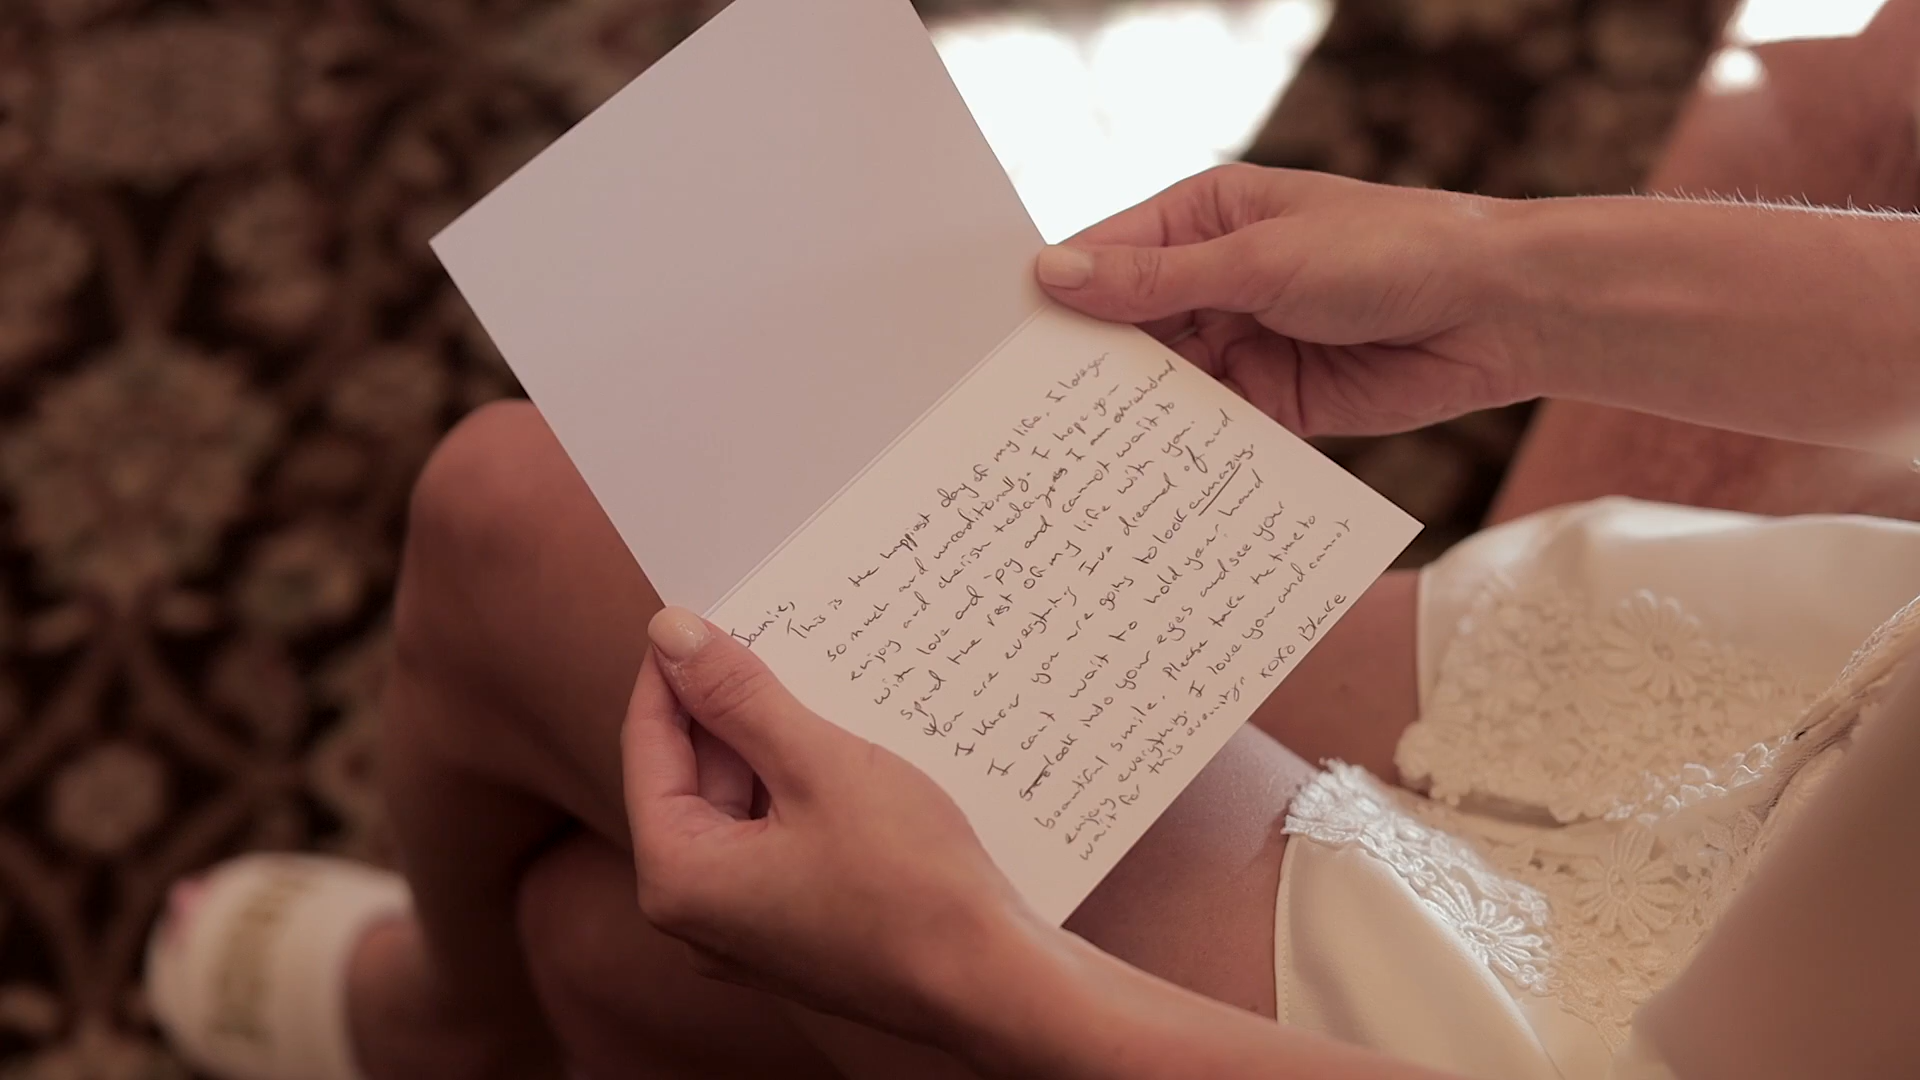 Jamie,
This is the happiest day of my life. I love you
so much and unconditionally. I hope you
enjoy and cherish today as I am overwhelmed
with love and joy and cannot wait to
spend the rest of my life with you.
You are everything Ive dreamed of and
I know you are going to look amazing.
I cant wait to hold your hand
look into your eyes and see your
beautiful smile. Please take the time to
enjoy everything. I love you and cannot
wait for this evening. xoxo Blake